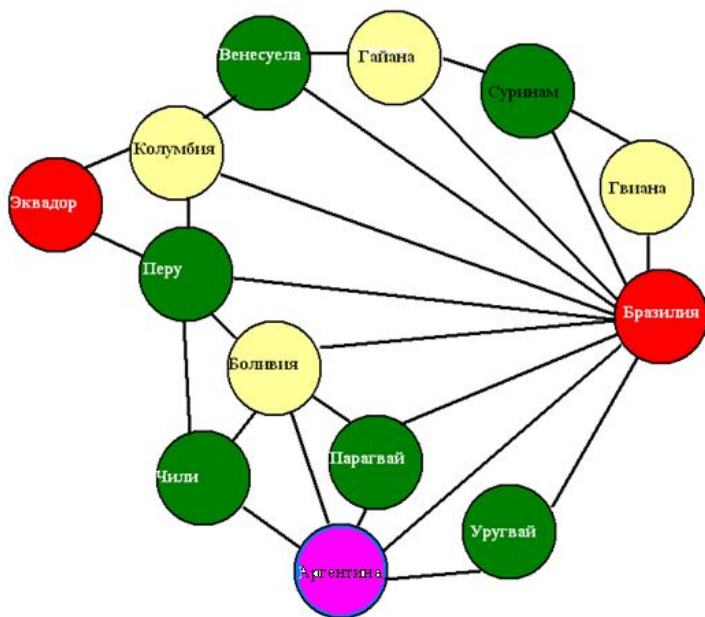 Венесуела
Гайана
Суринам
Колумбия
Гвиана
Эквадор
Перу
Бразилия
Боливия
Парагвай
Чили
Уругвай
Аргентина